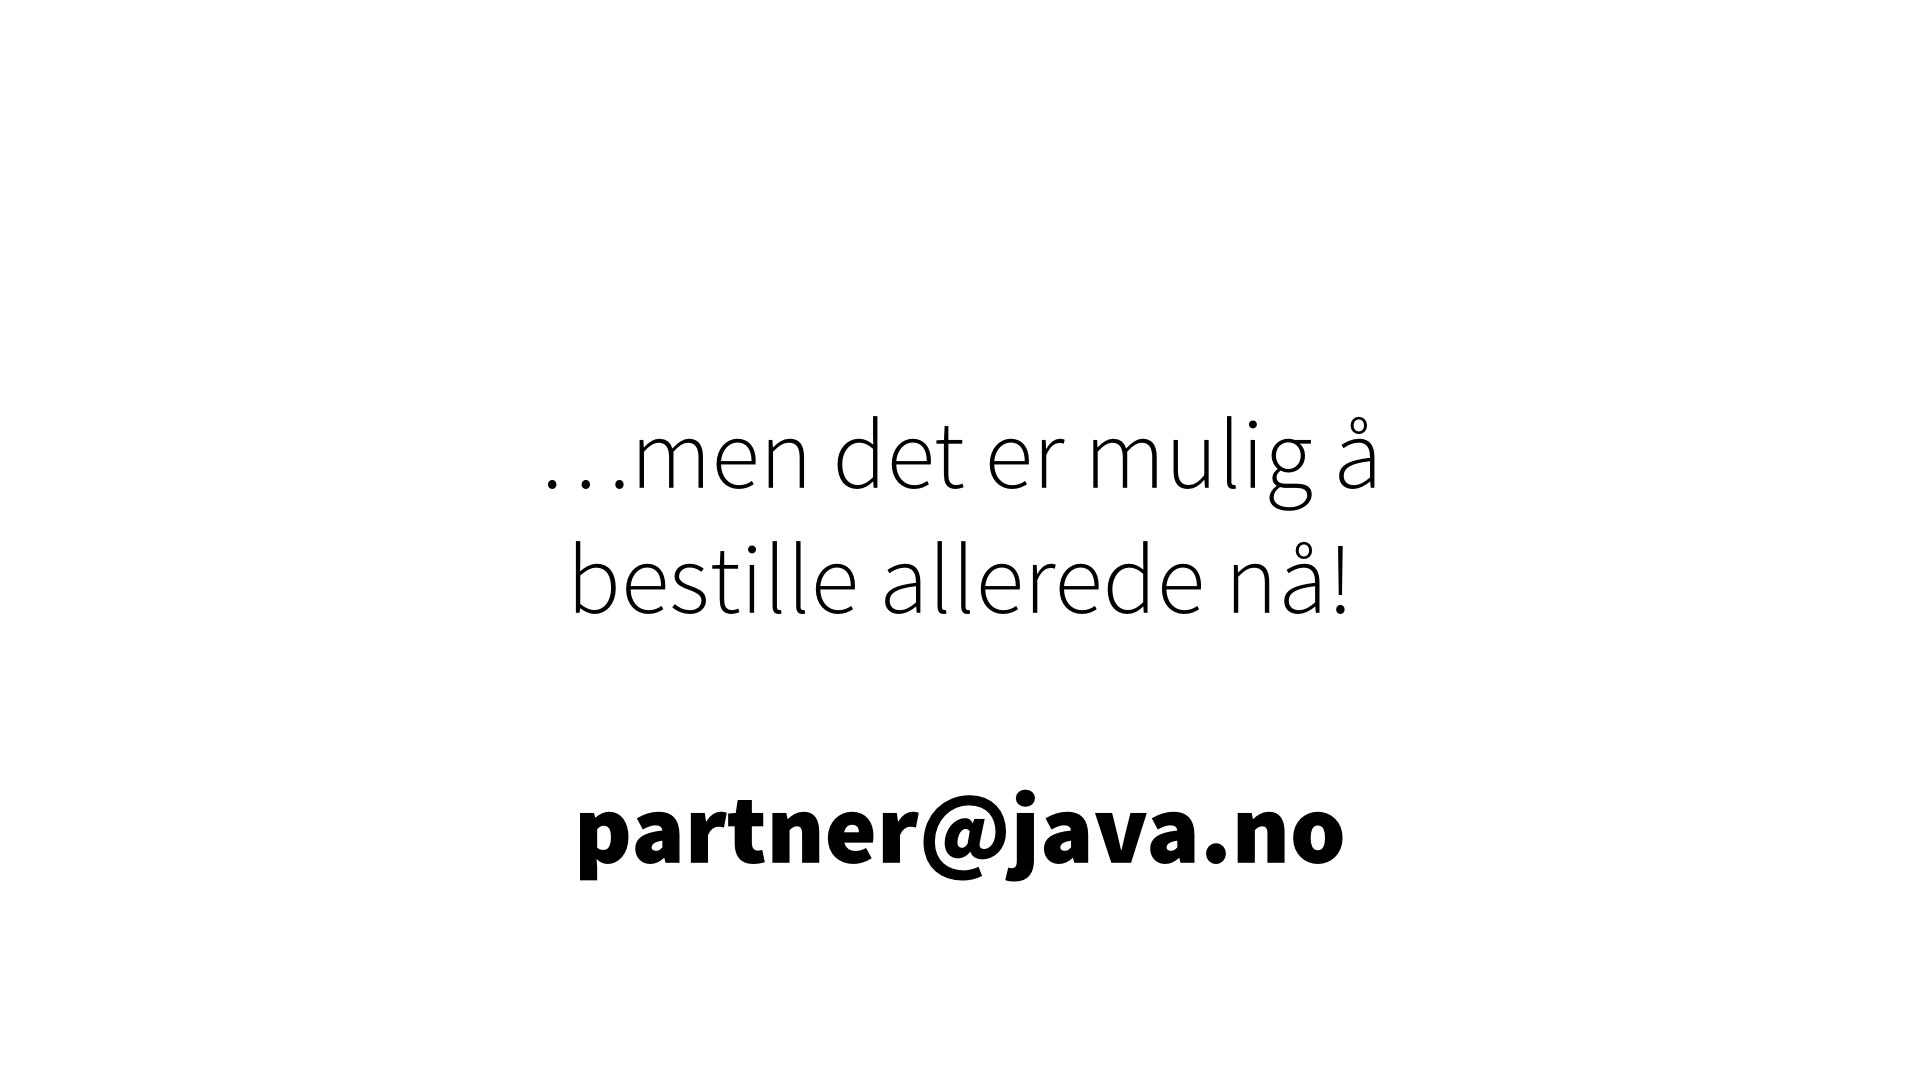 …men det er mulig å
bestille allerede nå!
partner@java.no